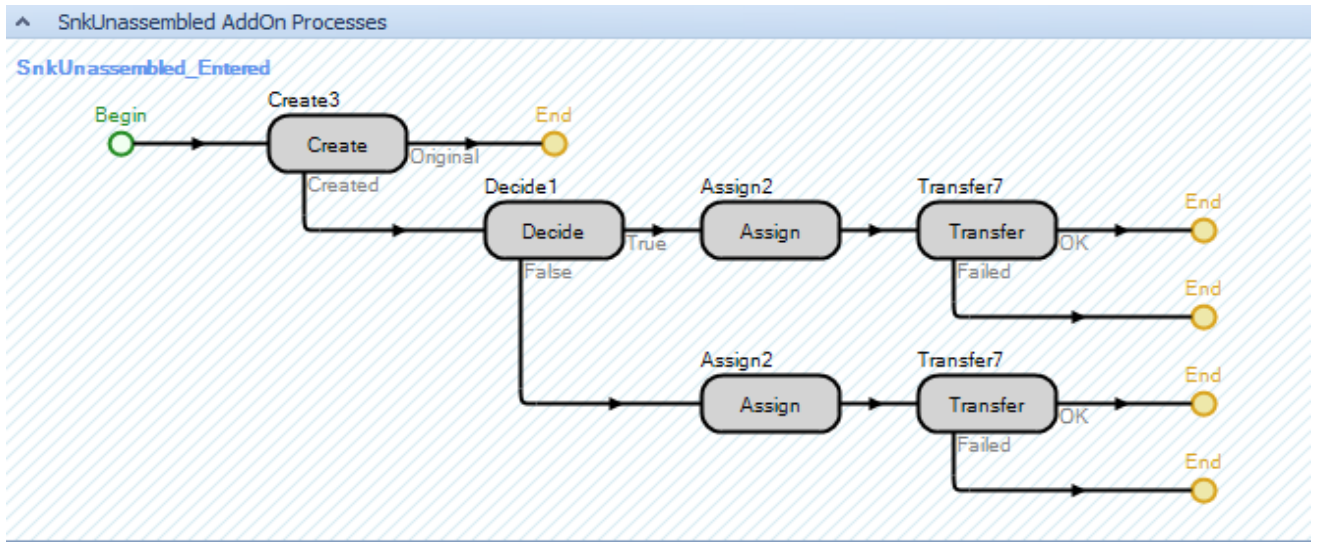 SnkUnassembled AddOn Processes
SnkUnassembled_Entered
Create3
Begin
End
Create
Original
Created
Decide1
Assign2
Transfer7
End
Decide
Assign
Transfer
True
OK
False
Failed
End
Assign2
Transfer7
End
Assign
Transfer
OK
Failed
End